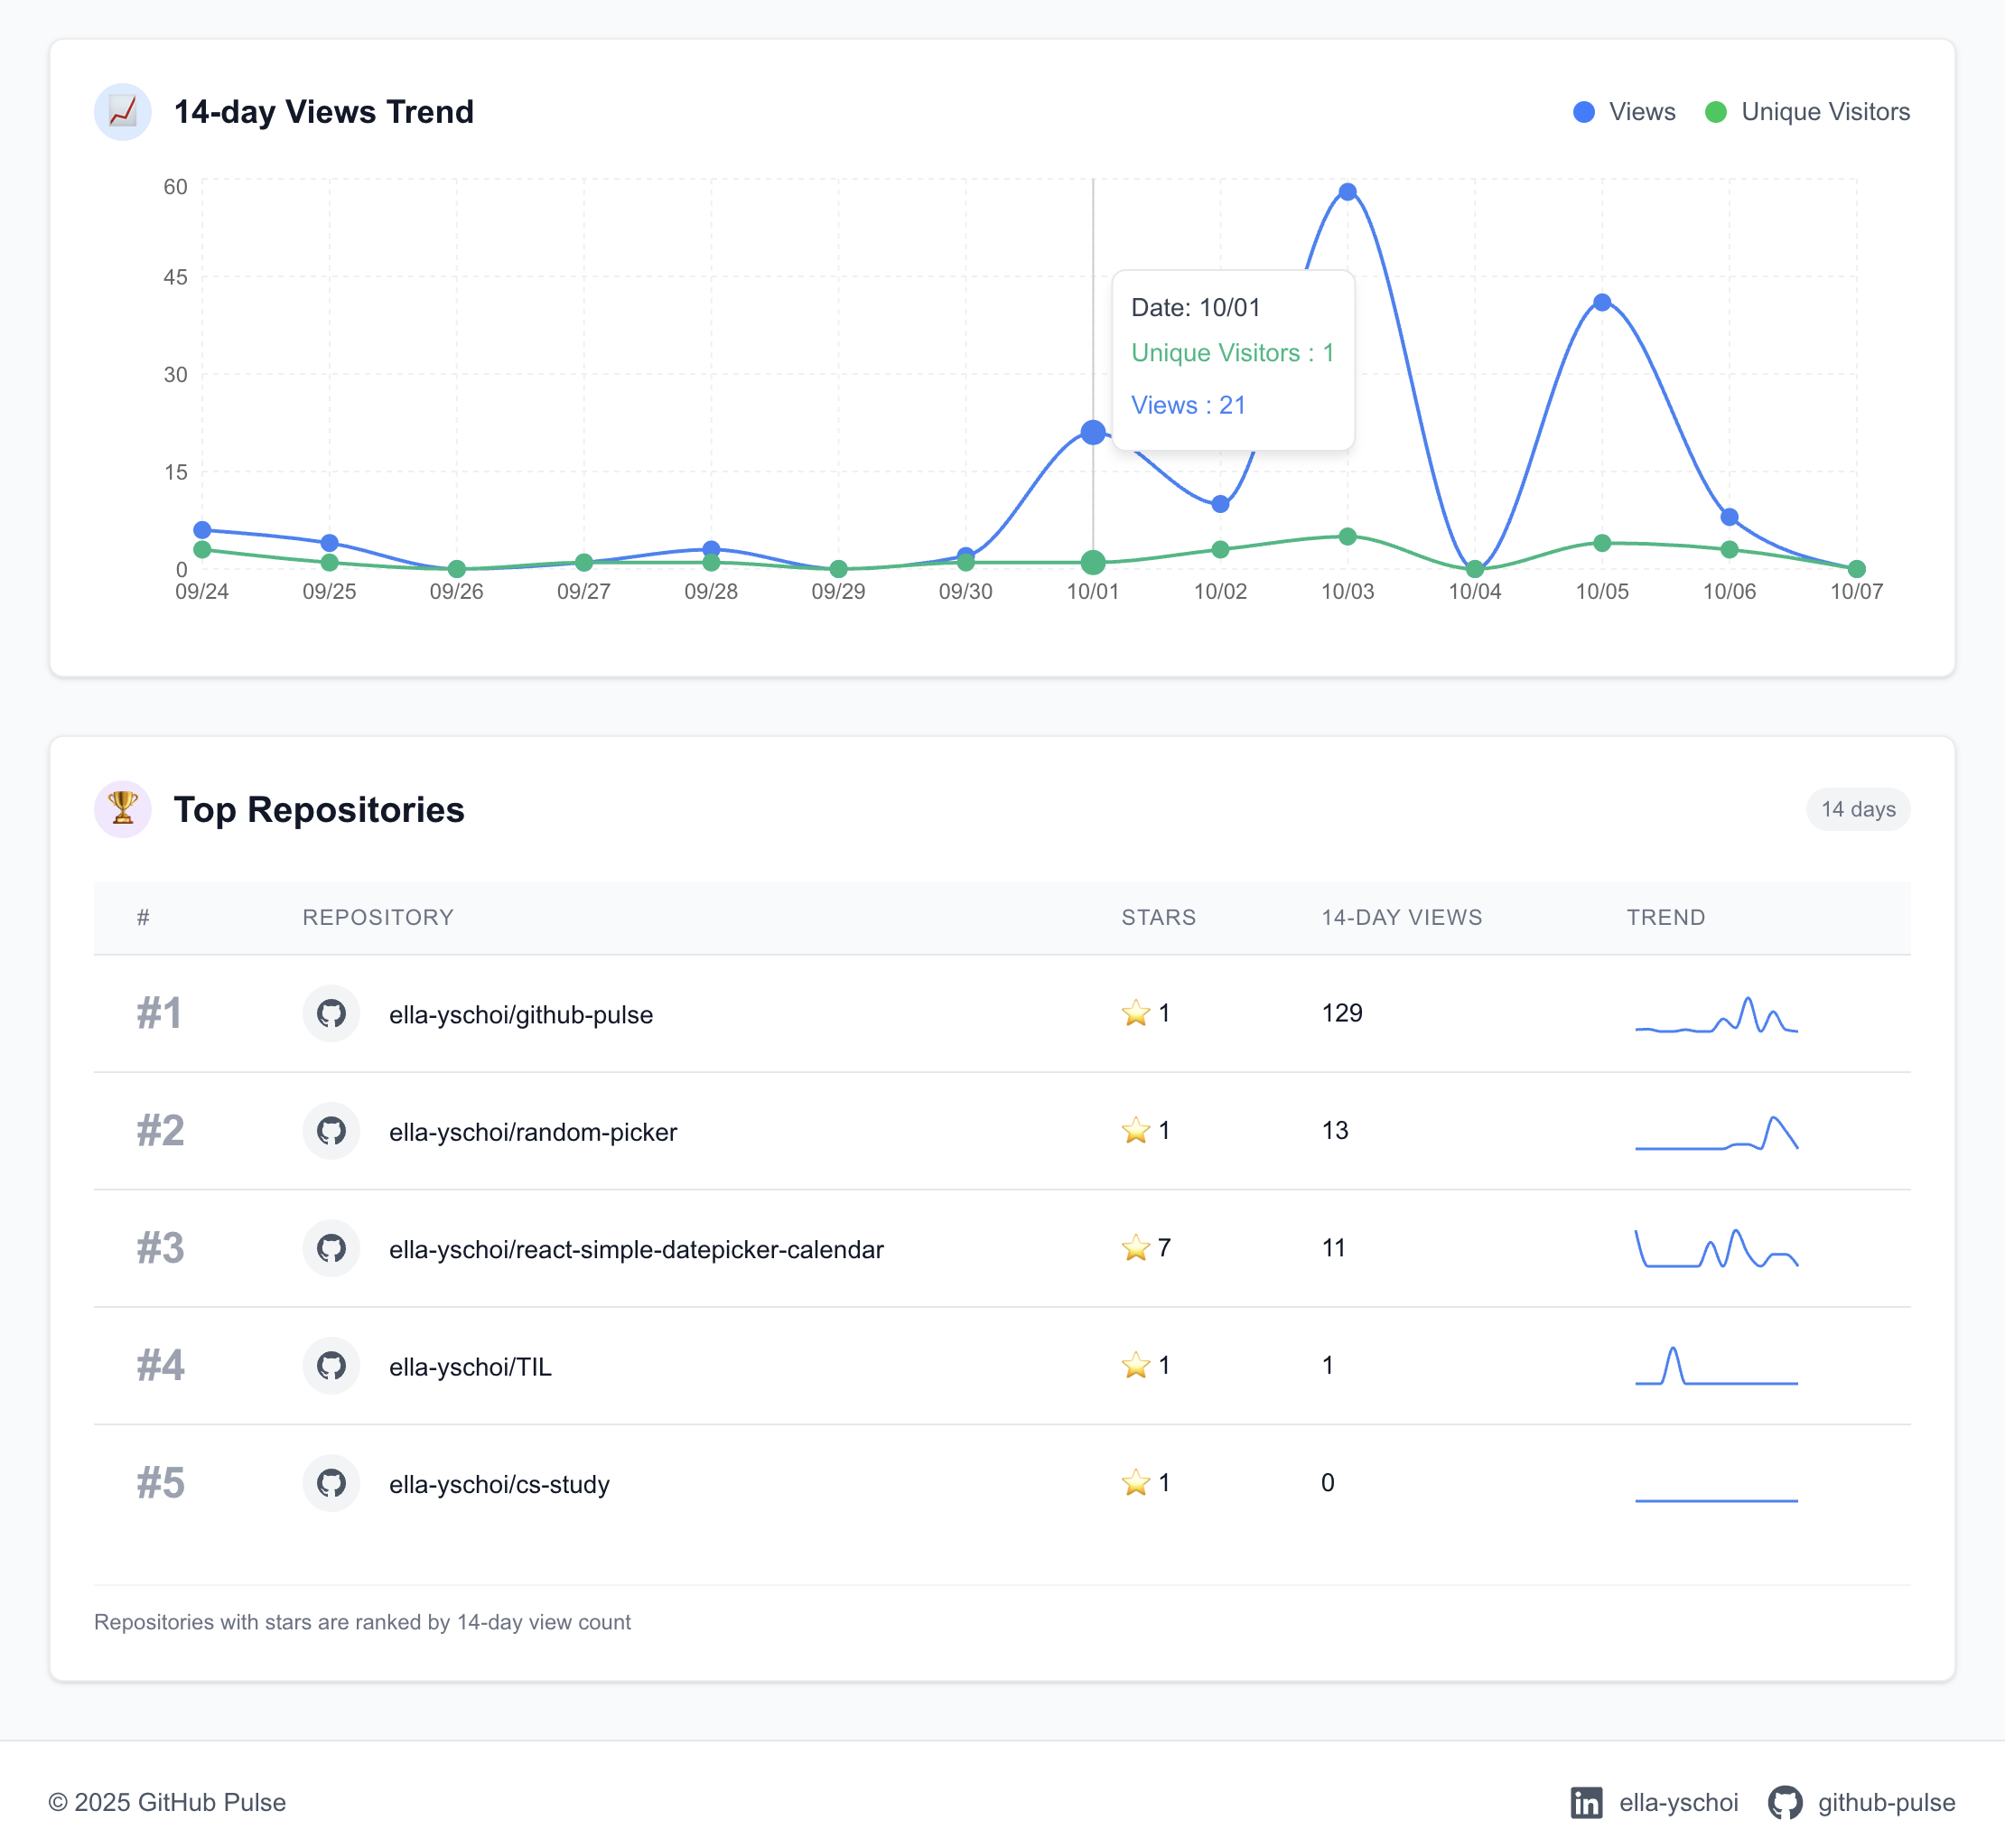 14-day Views Trend
Views
Unique Visitors
60
45
30
15
0
Date: 10/01
Unique Visitors : 1
Views : 21
09/24 09/25 09/26 09/27 09/28 09/29 09/30 10/01 10/02 10/03 10/04 10/05 10/06 10/07
Top Repositories
14 days
# REPOSITORY STARS 14-DAY VIEWS TREND
#1 ella-yschoi/github-pulse 1 129
#2 ella-yschoi/random-picker 1 13
#3 ella-yschoi/react-simple-datepicker-calendar 7 11
#4 ella-yschoi/TIL 1 1
#5 ella-yschoi/cs-study 1 0
Repositories with stars are ranked by 14-day view count
© 2025 GitHub Pulse
in ella-yschoi
github-pulse